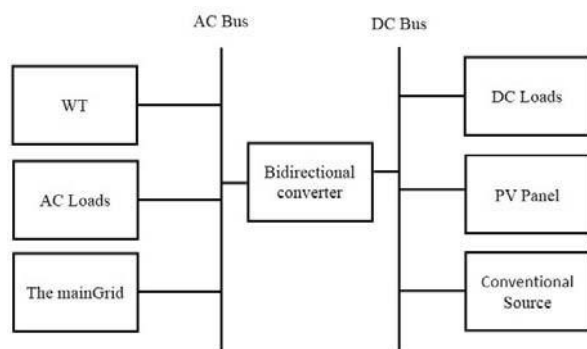 AC Bus
DC Bus
WT
DC Loads
Bidirectional
converter
AC Loads
PV Panel
The mainGrid
Conventional
Source